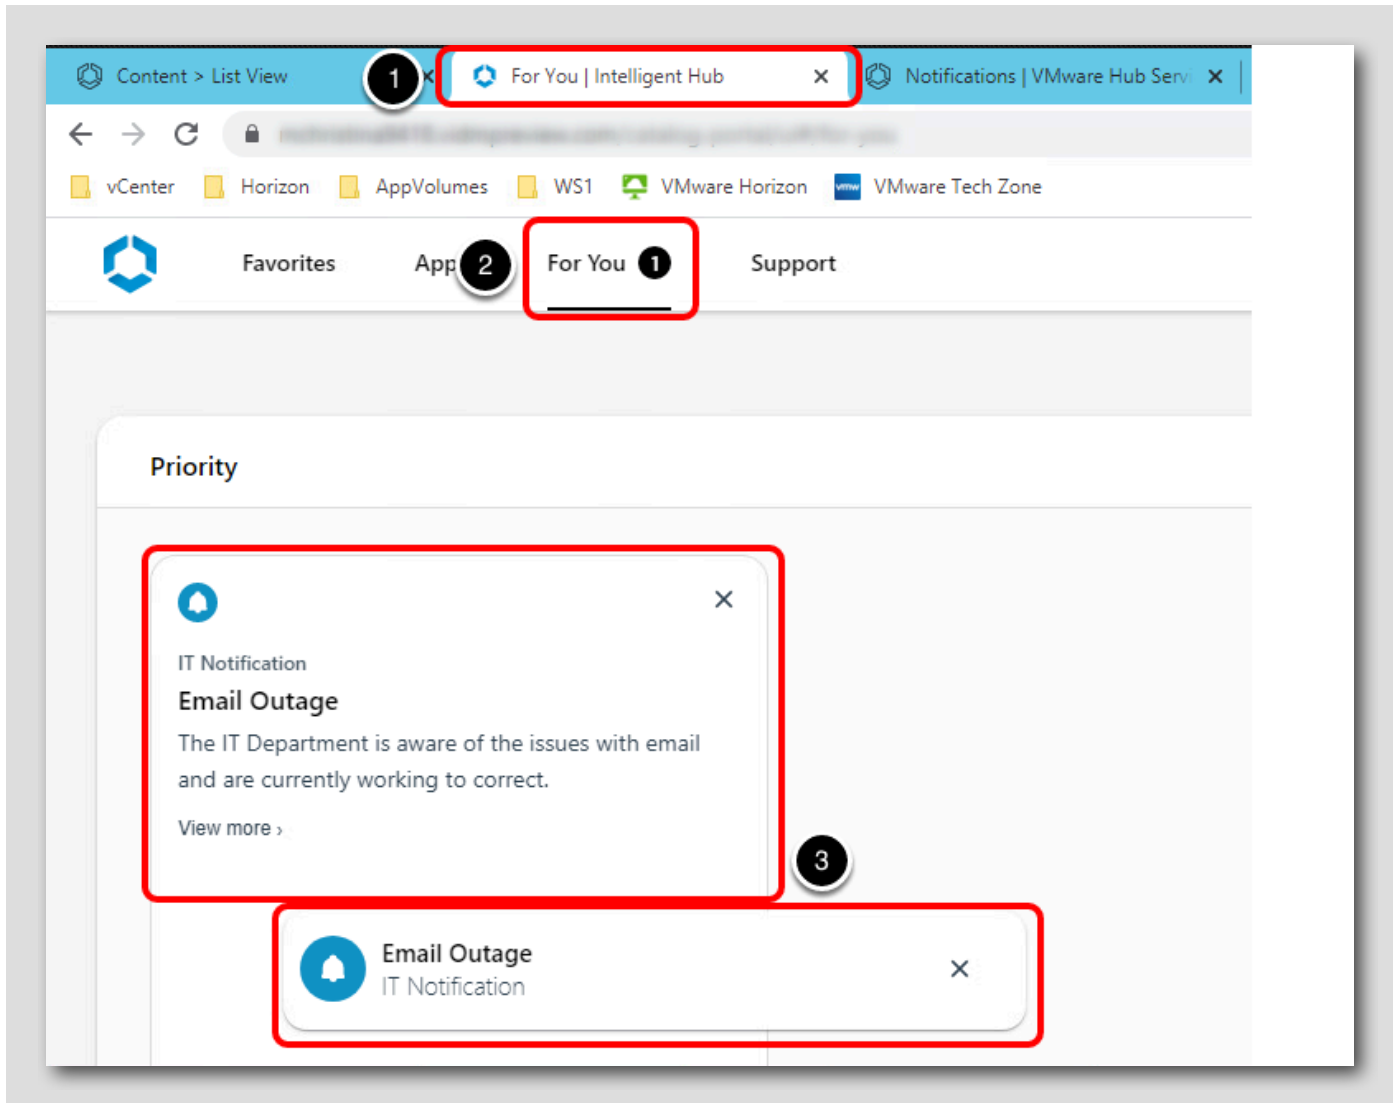 Content > List View
1
For You | Intelligent Hub
Notifications | VMware Hub Servi
vCenter
Horizon
AppVolumes
WS1
VMware Horizon
vmw
VMware Tech Zone
Favorites
App
2
For You 1
Support
Priority
IT Notification
Email Outage
The IT Department is aware of the issues with email
and are currently working to correct.
View more ›
3
Email Outage
IT Notification